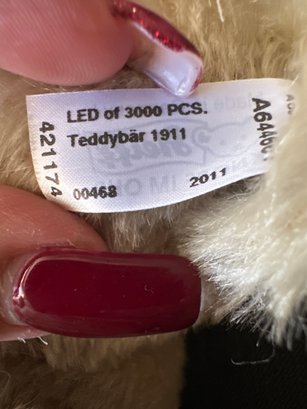 LED of 3000 PCS.
Teddybär 1911
00468 2011
421174